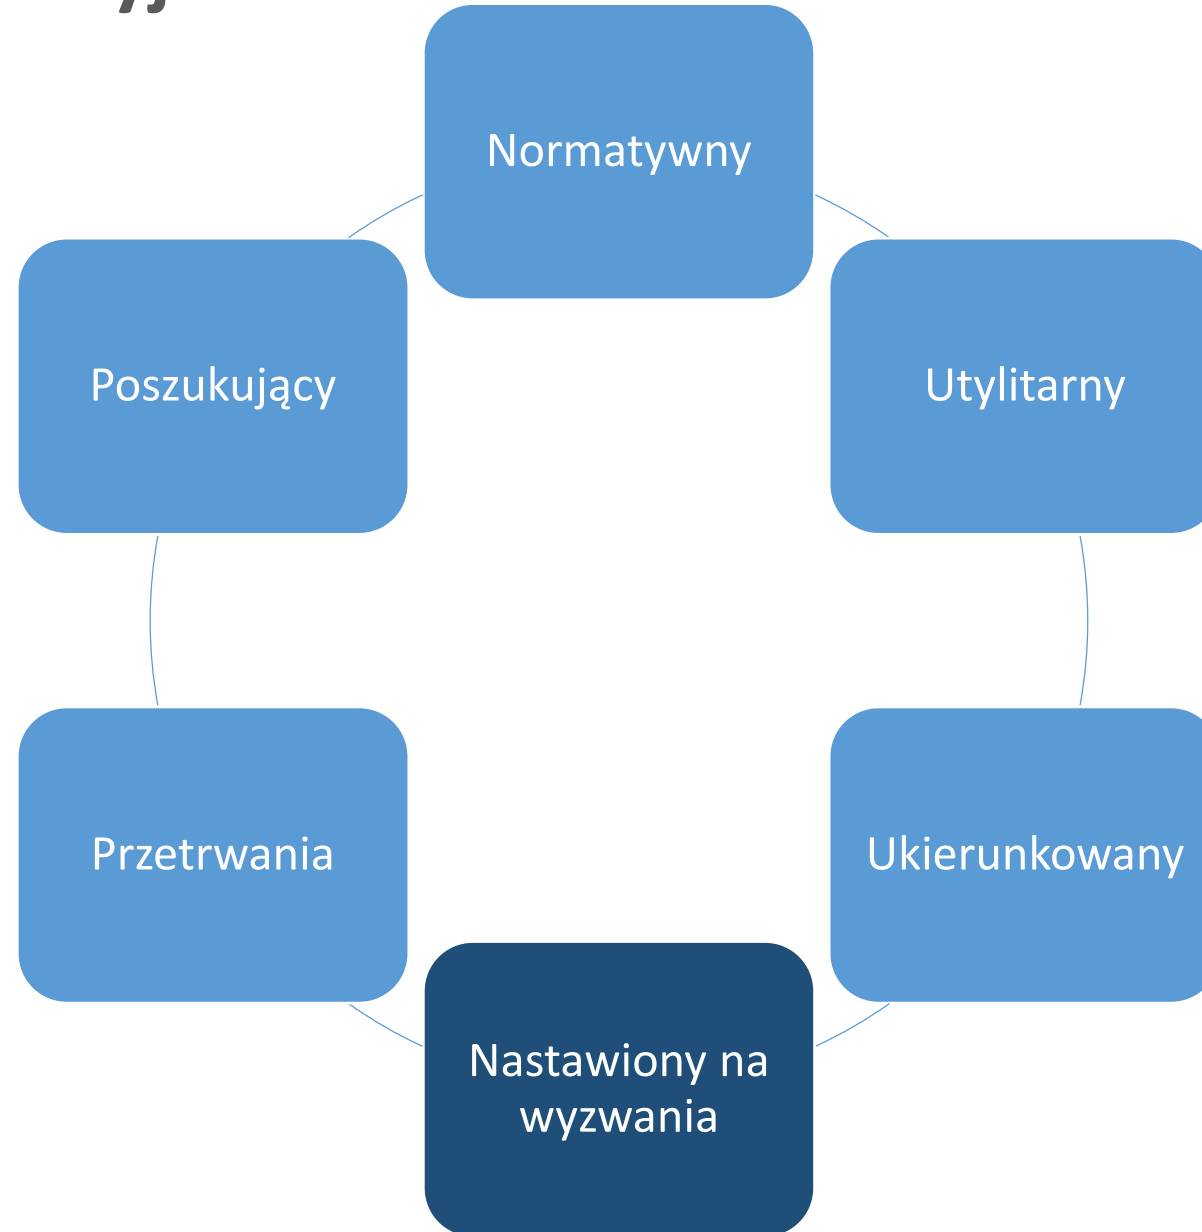 Normatywny
Poszukujący
Utylitarny
Przetrwania
Ukierunkowany
Nastawiony na
wyzwania